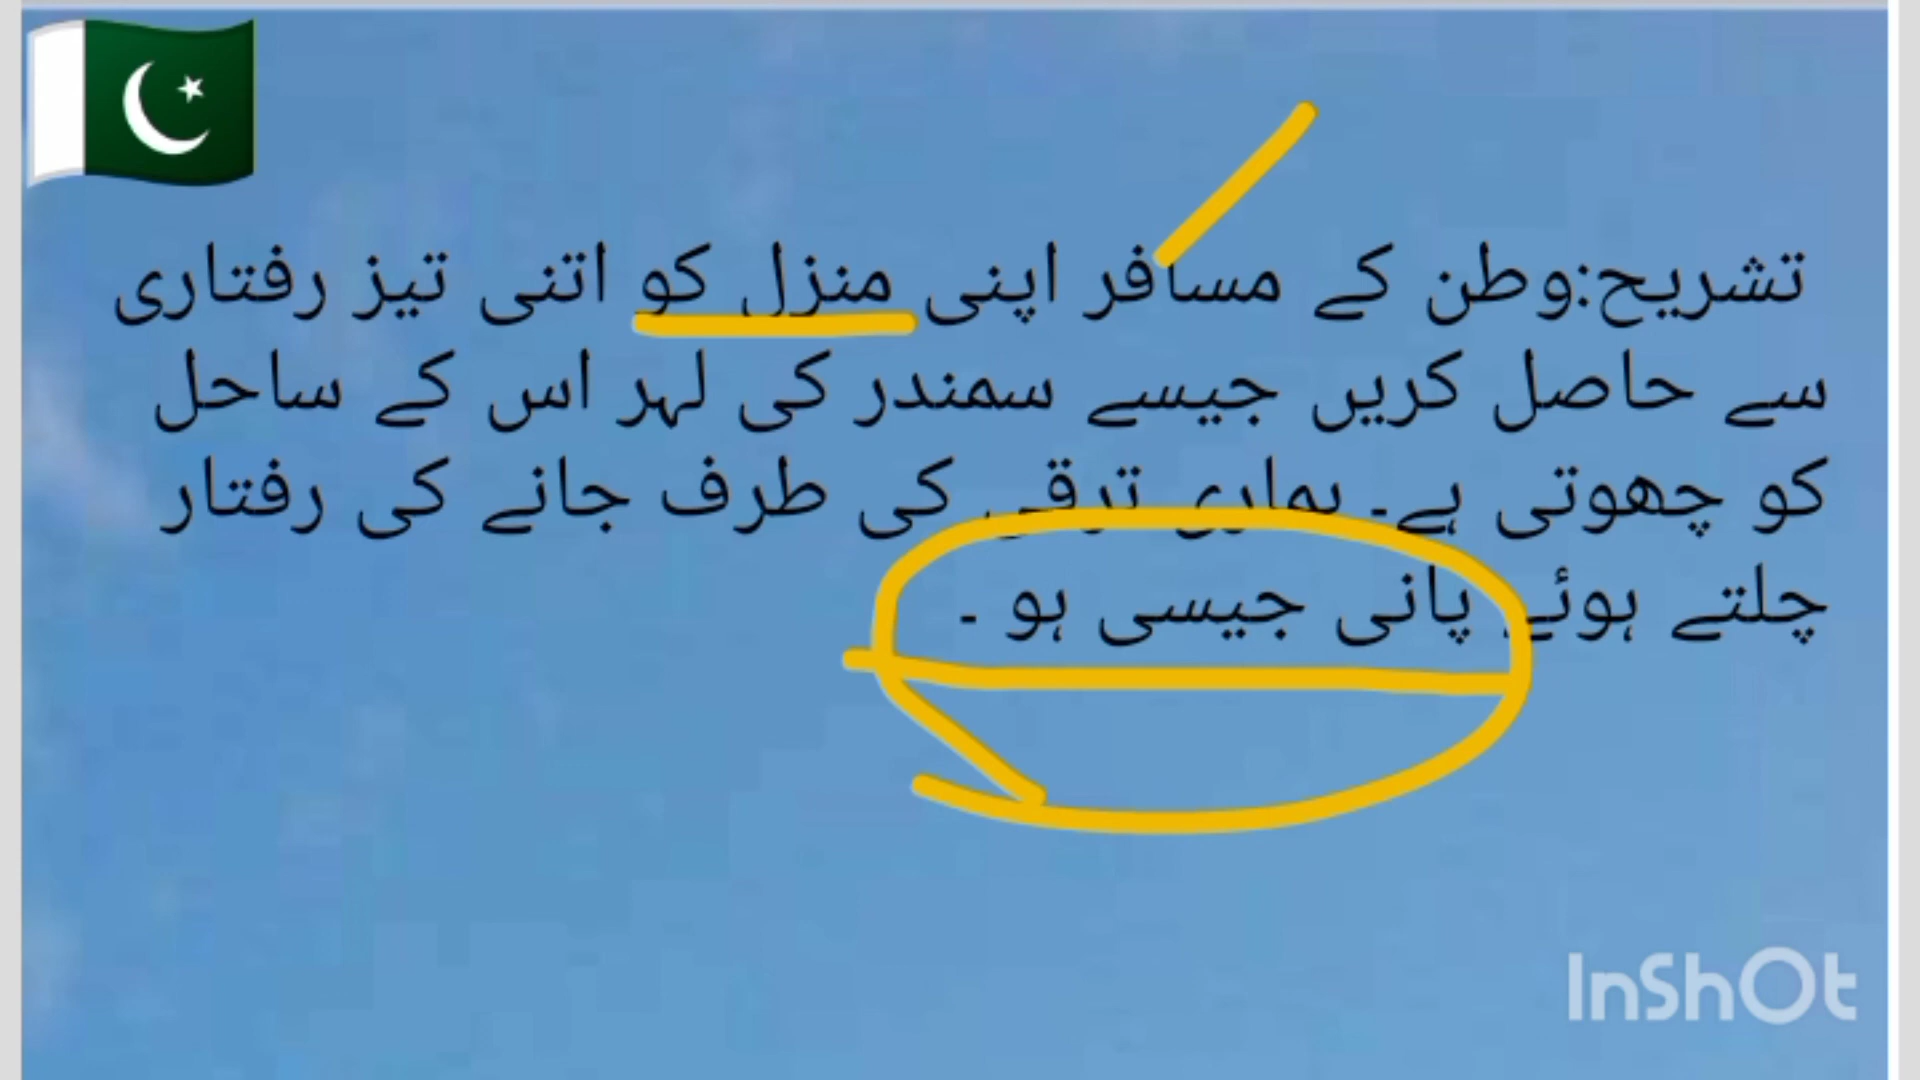 تشریح:وطن کے مسافر اپنی منزل کو اتنی تیز رفتاری
سے حاصل کریں جیسے سمندر کی لہر اس کے ساحل
کو چھوتی ہے۔ ہماری ترقی کی طرف جانے کی رفتار
چلتے ہوئے پانی جیسی ہو ۔
InShOt